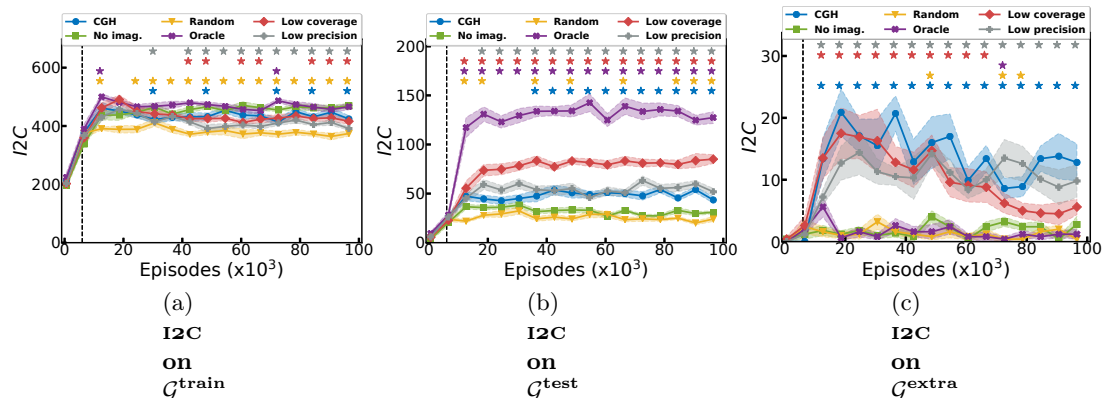 CGH Random Low coverage
No imag. Oracle Low precision
600
400
200
0
I2C
0 20 40 60 80 100
Episodes (x10³)
(a)
I2C
on
𝒢^train
CGH Random Low coverage
No imag. Oracle Low precision
200
150
100
50
0
I2C
0 20 40 60 80 100
Episodes (x10³)
(b)
I2C
on
𝒢^test
CGH Random Low coverage
No imag. Oracle Low precision
30
20
10
0
I2C
0 20 40 60 80 100
Episodes (x10³)
(c)
I2C
on
𝒢^extra